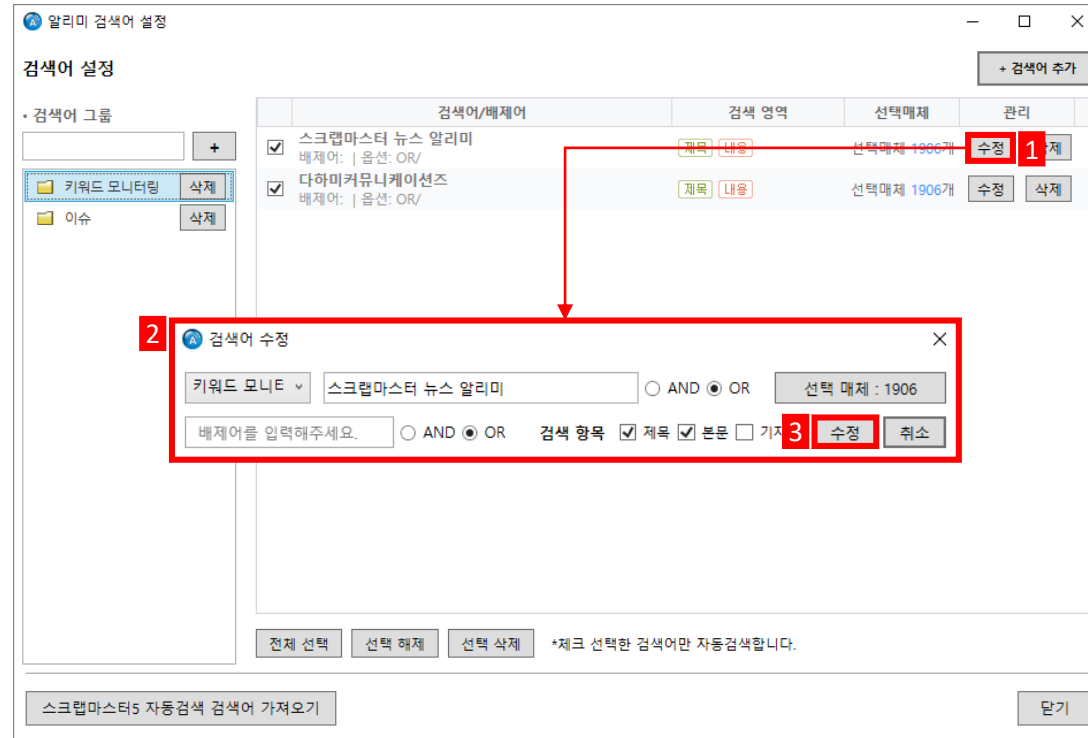 알리미 검색어 설정
검색어 설정
+ 검색어 추가
• 검색어 그룹
+
키워드 모니터링 삭제
이슈 삭제
검색어/배제어 검색 영역 선택매체 관리
스크랩마스터 뉴스 알리미
배제어: | 옵션: OR/
제목 내용 선택매체 1906개 수정 1 제
다하미커뮤니케이션즈
배제어: | 옵션: OR/
제목 내용 선택매체 1906개 수정 삭제
2
검색어 수정
키워드 모니터 스크랩마스터 뉴스 알리미 AND OR 선택 매체 : 1906
배제어를 입력해주세요. AND OR 검색 항목 제목 본문 3 수정 취소
전체 선택 선택 해제 선택 삭제 *체크 선택한 검색어만 자동검색합니다.
스크랩마스터5 자동검색 검색어 가져오기 닫기